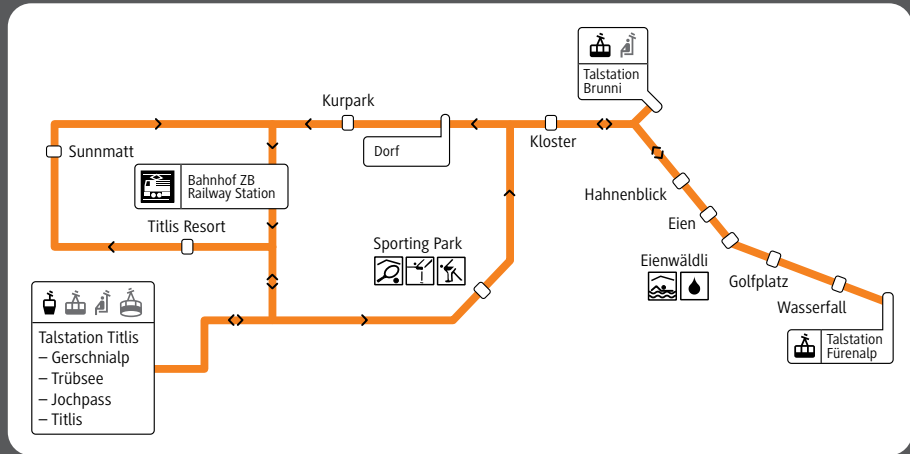 Talstation
Brunni
Kurpark
Kloster
Dorf
Sunnmatt
Bahnhof ZB
Railway Station
Hahnenblick
Titlis Resort
Eien
Sporting Park
Eienwäldli
Golfplatz
Wasserfall
Talstation Titlis
– Gerschnialp
– Trübsee
– Jochpass
– Titlis
Talstation
Fürenalp